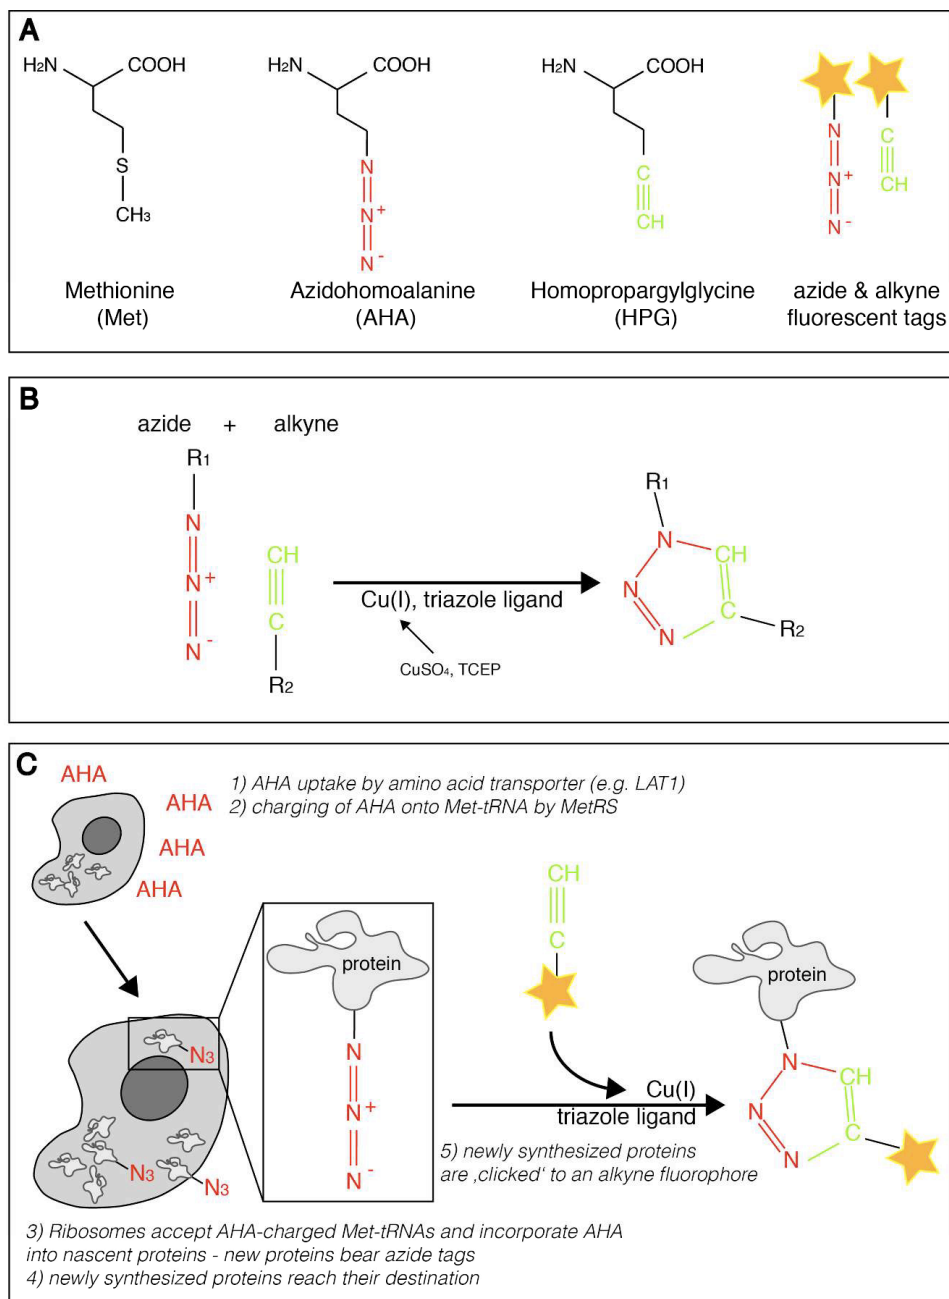 A
H2N COOH
S
CH3
Methionine
(Met)
H2N COOH
N
N+
N-
Azidohomoalanine
(AHA)
H2N COOH
C
CH
Homopropargylglycine
(HPG)
N
N+
N-
C
CH
azide & alkyne
fluorescent tags
B
azide + alkyne
R1
N
N+
N-
CH
C
R2
Cu(I), triazole ligand
CuSO4, TCEP
R1
N
CH
N
C
N
R2
C
AHA
AHA
AHA
AHA
1) AHA uptake by amino acid transporter (e.g. LAT1)
2) charging of AHA onto Met-tRNA by MetRS
N3
N3
N3
protein
N
N+
N-
CH
C
Cu(I)
triazole ligand
5) newly synthesized proteins
are ‚clicked‘ to an alkyne fluorophore
protein
N
CH
N
C
N
3) Ribosomes accept AHA-charged Met-tRNAs and incorporate AHA
into nascent proteins - new proteins bear azide tags
4) newly synthesized proteins reach their destination